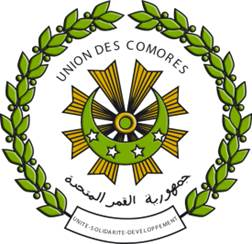 UNION DES COMORES
جمهورية القمر المتحدة
UNITE-SOLIDARITE-DEVELOPPEMENT